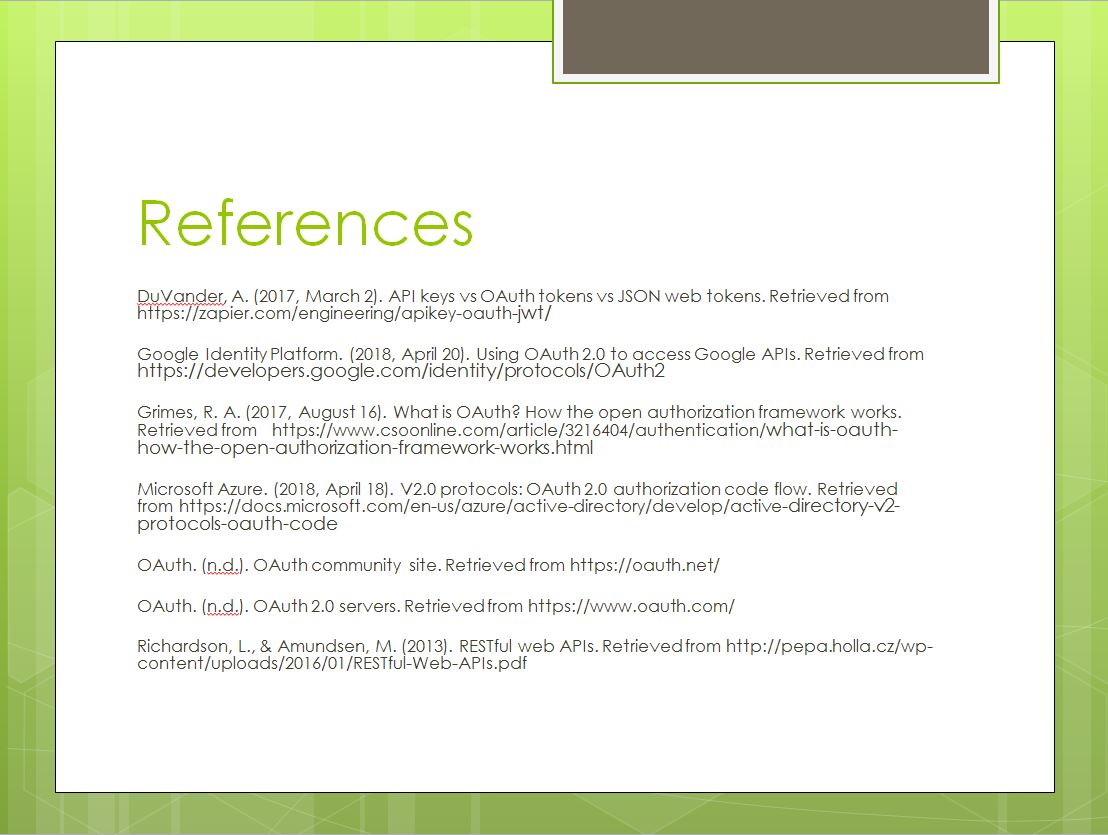 References
DuVander, A. (2017, March 2). API keys vs OAuth tokens vs JSON web tokens. Retrieved from
https://zapier.com/engineering/apikey-oauth-jwt/
Google Identity Platform. (2018, April 20). Using OAuth 2.0 to access Google APIs. Retrieved from
https://developers.google.com/identity/protocols/OAuth2
Grimes, R. A. (2017, August 16). What is OAuth? How the open authorization framework works.
Retrieved from https://www.csoonline.com/article/3216404/authentication/what-is-oauth-
how-the-open-authorization-framework-works.html
Microsoft Azure. (2018, April 18). V2.0 protocols: OAuth 2.0 authorization code flow. Retrieved
from https://docs.microsoft.com/en-us/azure/active-directory/develop/active-directory-v2-
protocols-oauth-code
OAuth. (n.d.). OAuth community site. Retrieved from https://oauth.net/
OAuth. (n.d.). OAuth 2.0 servers. Retrieved from https://www.oauth.com/
Richardson, L., & Amundsen, M. (2013). RESTful web APIs. Retrieved from http://pepa.holla.cz/wp-
content/uploads/2016/01/RESTful-Web-APIs.pdf